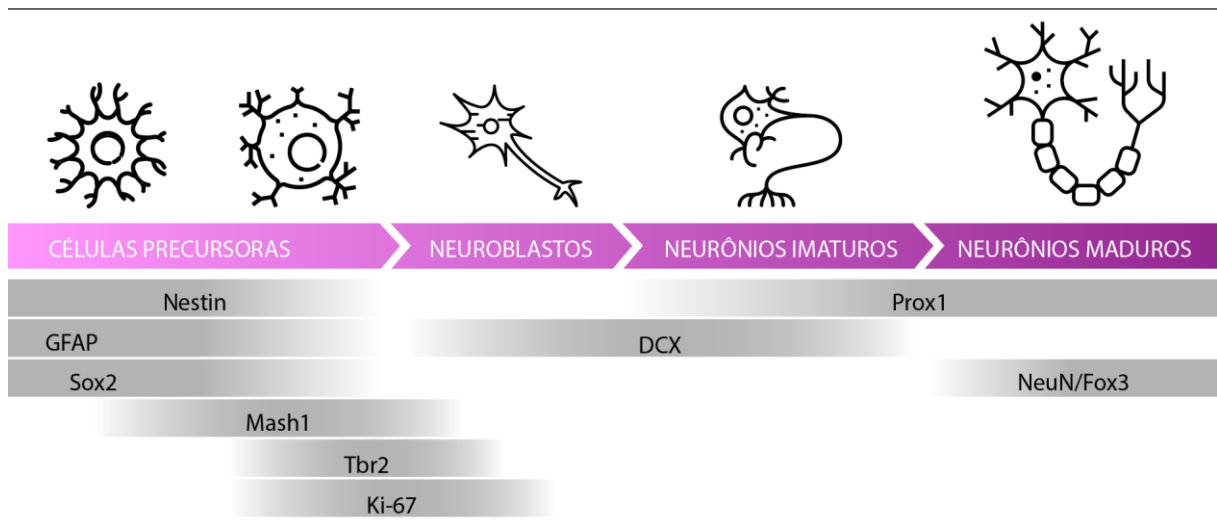 CÉLULAS PRECURSORAS
NEUROBLASTOS
NEURÔNIOS IMATUROS
NEURÔNIOS MADUROS
Nestin
Prox1
GFAP
DCX
Sox2
NeuN/Fox3
Mash1
Tbr2
Ki-67